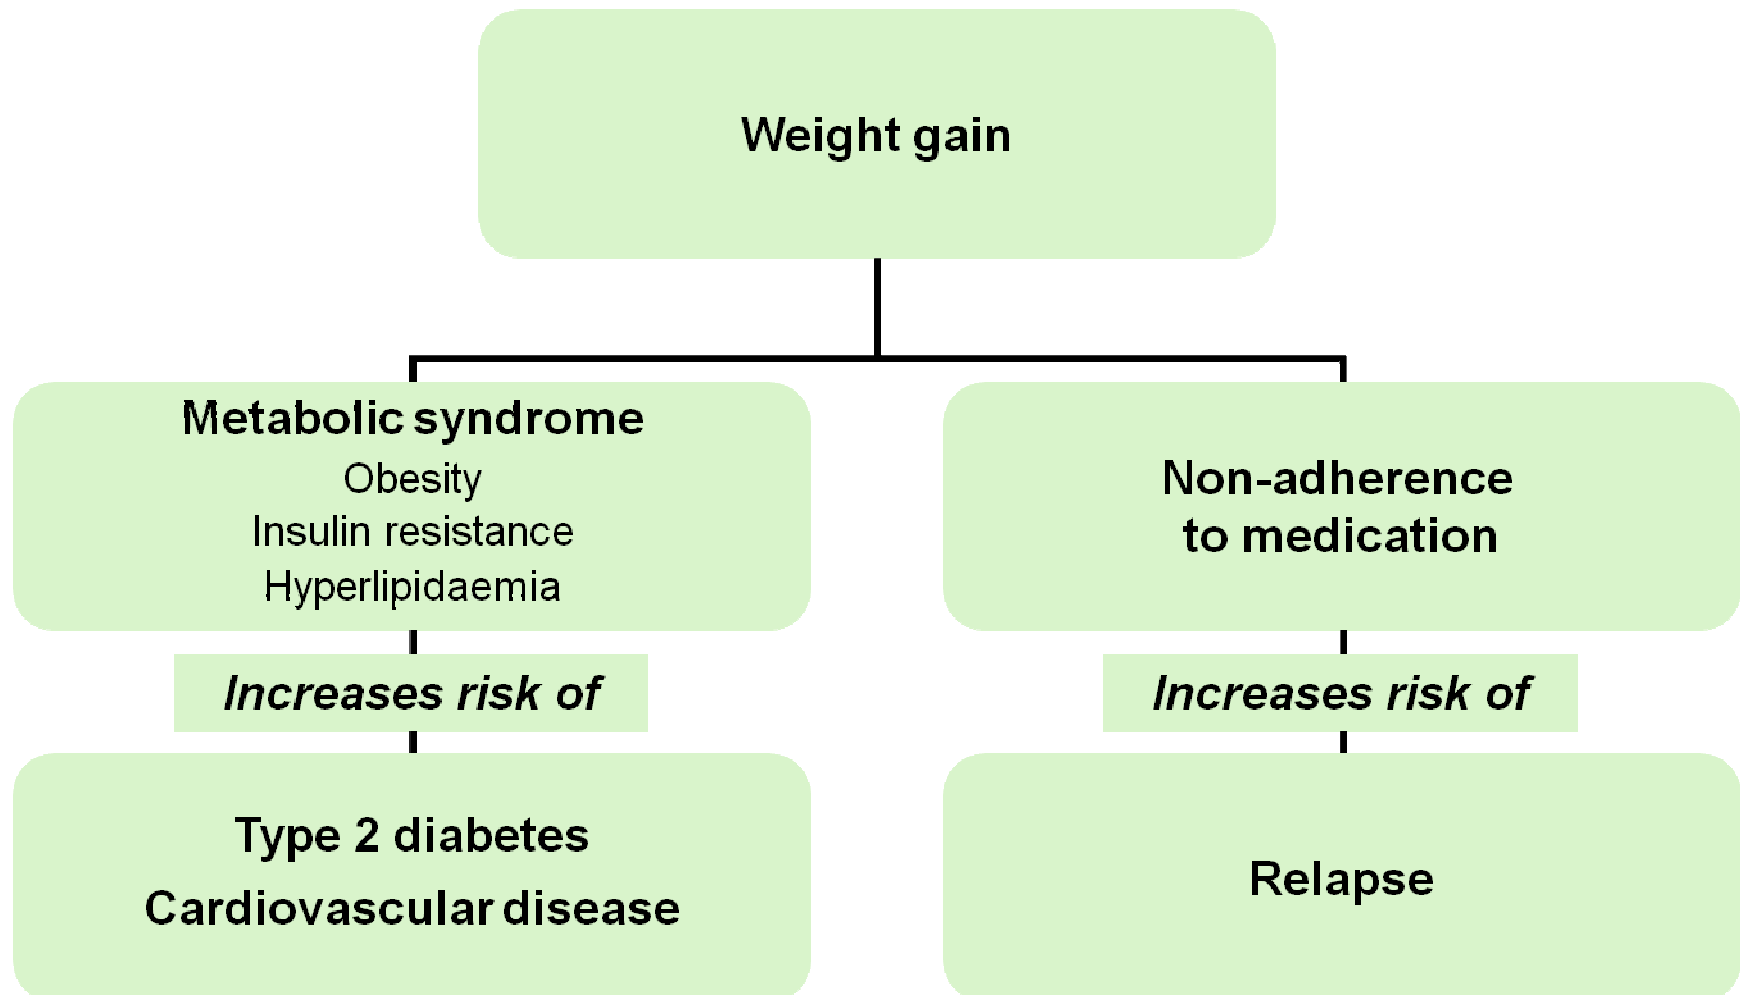 Weight gain
Metabolic syndrome
Obesity
Insulin resistance
Hyperlipidaemia
Non-adherence
to medication
Increases risk of
Increases risk of
Type 2 diabetes
Cardiovascular disease
Relapse